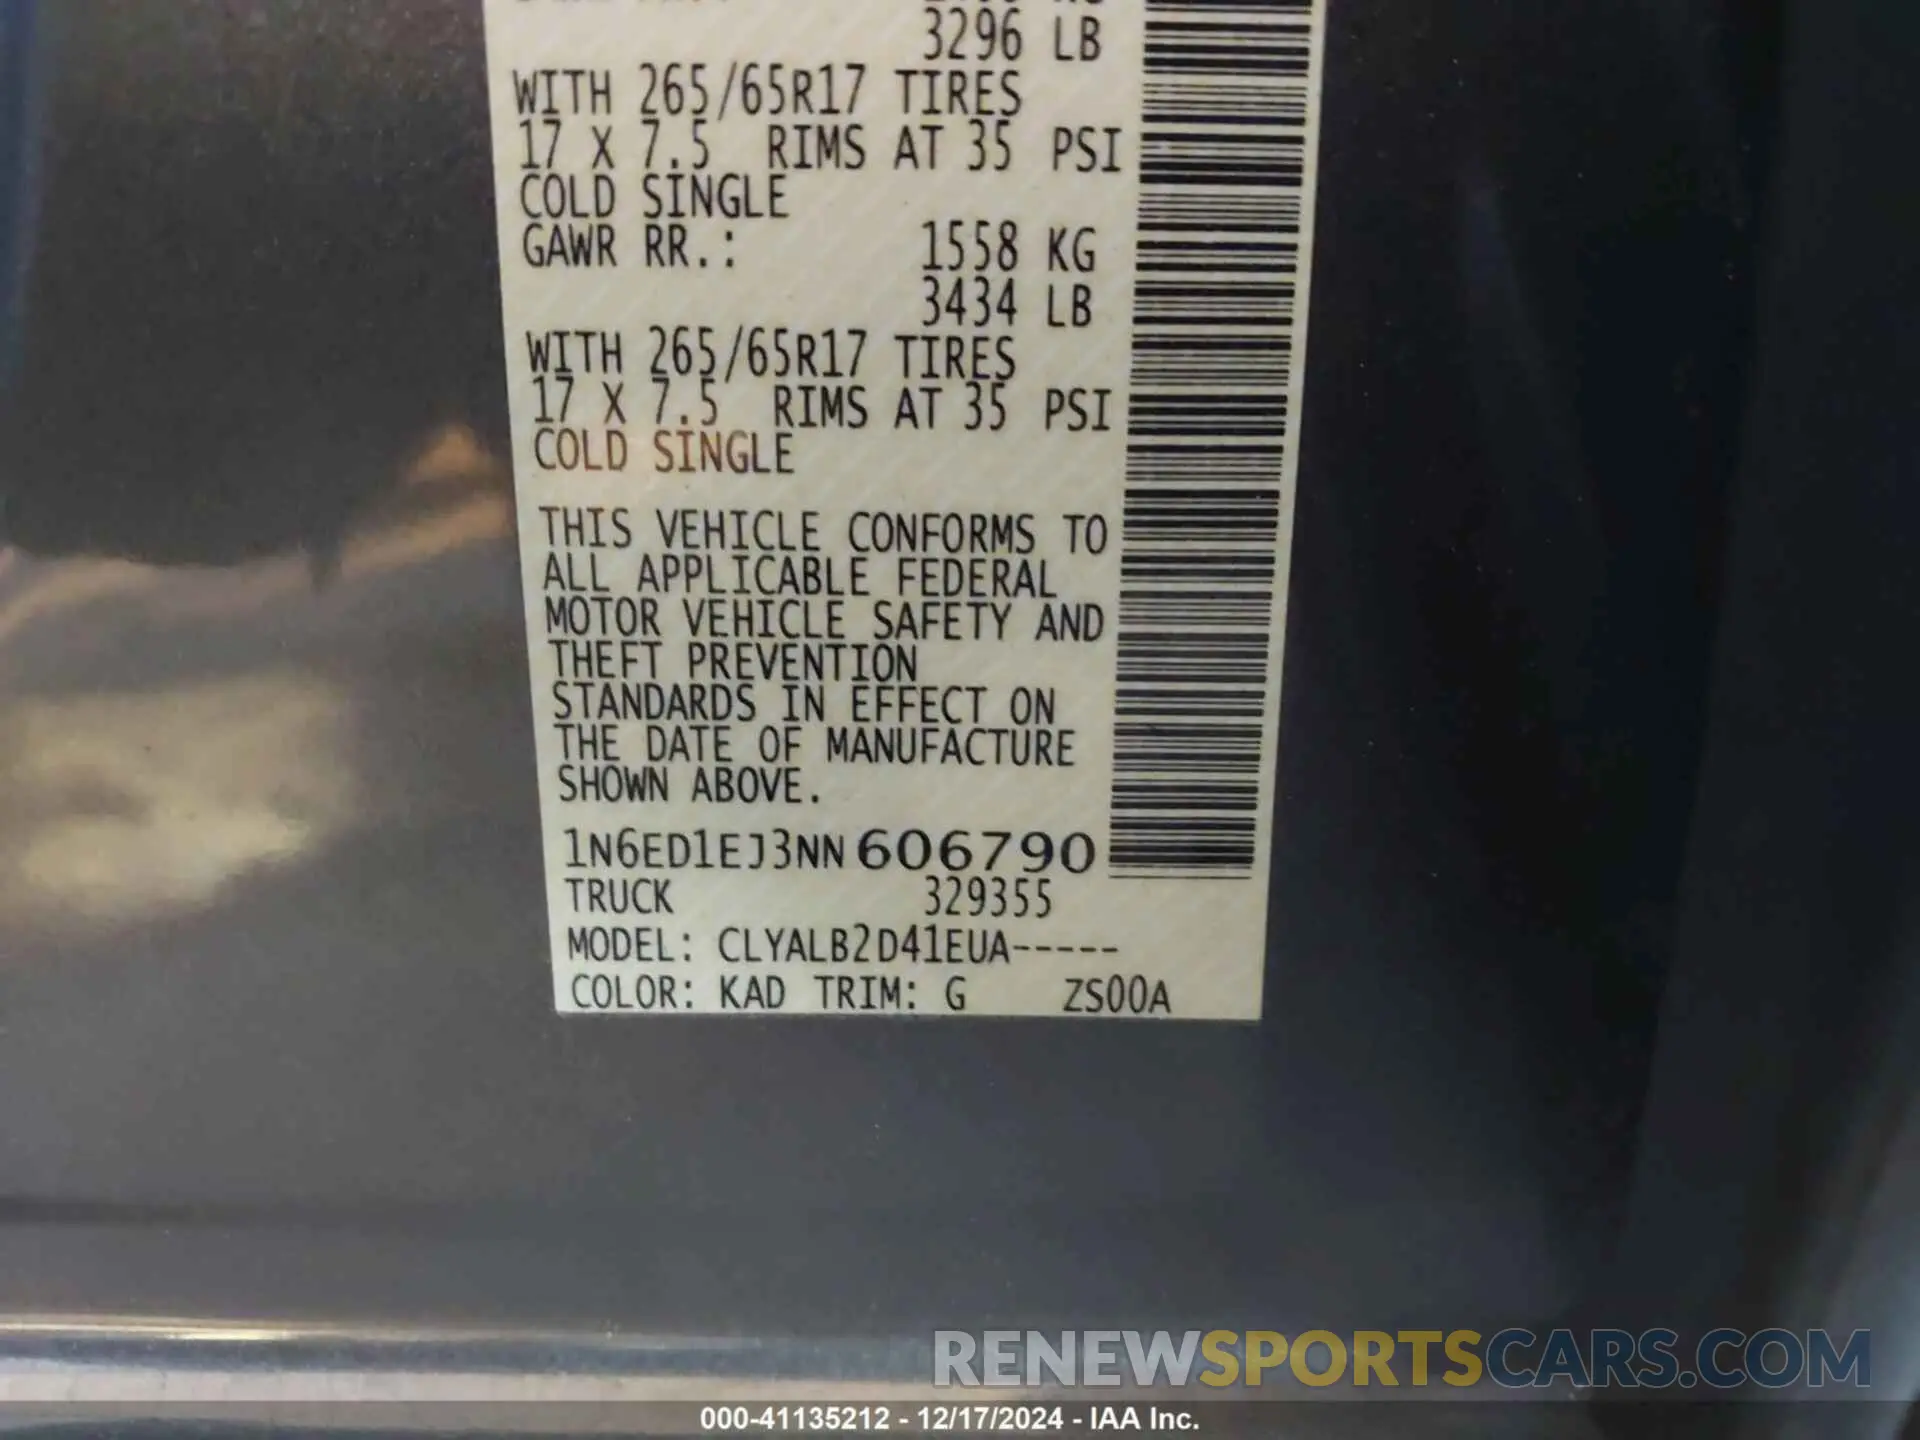 3296 LB
WITH 265/65R17 TIRES
17 X 7.5 RIMS AT 35 PSI
COLD SINGLE
GAWR RR.: 1558 KG
3434 LB
WITH 265/65R17 TIRES
17 X 7.5 RIMS AT 35 PSI
COLD SINGLE
THIS VEHICLE CONFORMS TO
ALL APPLICABLE FEDERAL
MOTOR VEHICLE SAFETY AND
THEFT PREVENTION
STANDARDS IN EFFECT ON
THE DATE OF MANUFACTURE
SHOWN ABOVE.
1N6ED1EJ3NN606790
TRUCK 329355
MODEL: CLYALB2D41EUA-----
COLOR: KAD TRIM: G ZS00A
RENEWSPORTSCARS.COM
000-41135212 - 12/17/2024 - IAA Inc.